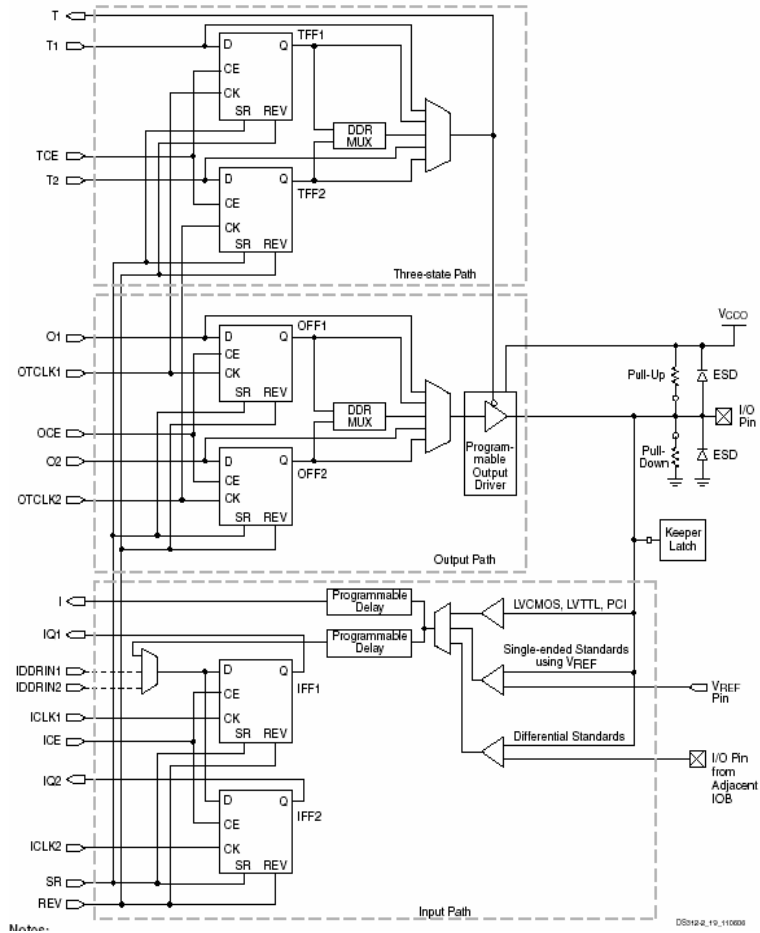 T
T1
D
Q
TFF1
CE
CK
SR REV
DDR
MUX
TCE
T2
D
Q
TFF2
CE
CK
SR REV
Three-state Path
O1
D
Q
OFF1
CE
OTCLK1
CK
SR REV
DDR
MUX
OCE
O2
D
Q
OFF2
CE
OTCLK2
CK
SR REV
Output Path
Program-
mable
Output
Driver
VCCO
Pull-Up
ESD
I/O
Pin
Pull-
Down
ESD
Keeper
Latch
I
Programmable
Delay
LVCMOS, LVTTL, PCI
IQ1
Programmable
Delay
Single-ended Standards
using VREF
IDDRIN1
IDDRIN2
D
Q
IFF1
CE
VREF
Pin
ICLK1
CK
ICE
SR REV
Differential Standards
I/O Pin
from
Adjacent
IOB
IQ2
D
Q
IFF2
CE
ICLK2
CK
SR
SR REV
REV
Input Path
DS312-2_19_110606
Notes: